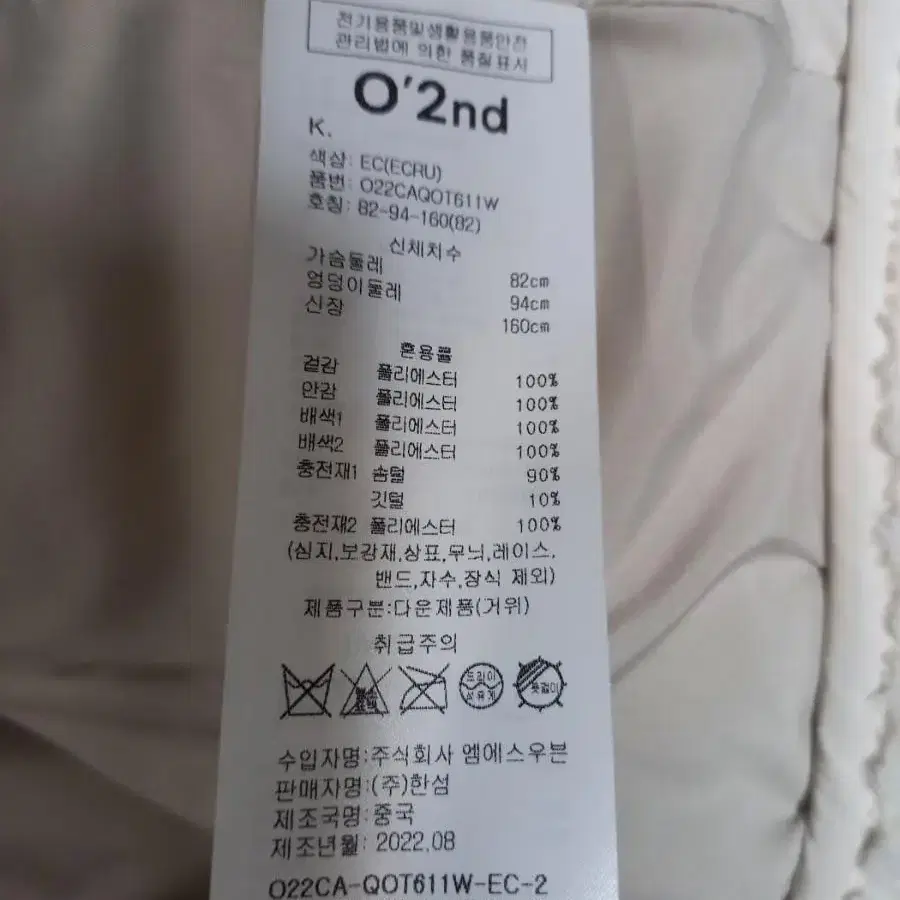 전기용품및생활용품안전
관리법에 의한 품질표시
O'2nd
K.
색상: EC(ECRU)
품번: O22CAQOT611W
호칭: 82-94-160(82)
신체치수
가슴둘레 82cm
엉덩이둘레 94cm
신장 160cm
혼용률
겉감 폴리에스터 100%
안감 폴리에스터 100%
배색1 폴리에스터 100%
배색2 폴리에스터 100%
충전재1 솜털 90%
깃털 10%
충전재2 폴리에스터 100%
(심지,보강재,상표,무늬,레이스,
밴드,자수,장식 제외)
제품구분:다운제품(거위)
취급주의
드라이
석유계
옷걸이
수입자명:주식회사 엠에스우븐
판매자명:(주)한섬
제조국명:중국
제조년월: 2022.08
O22CA-QOT611W-EC-2